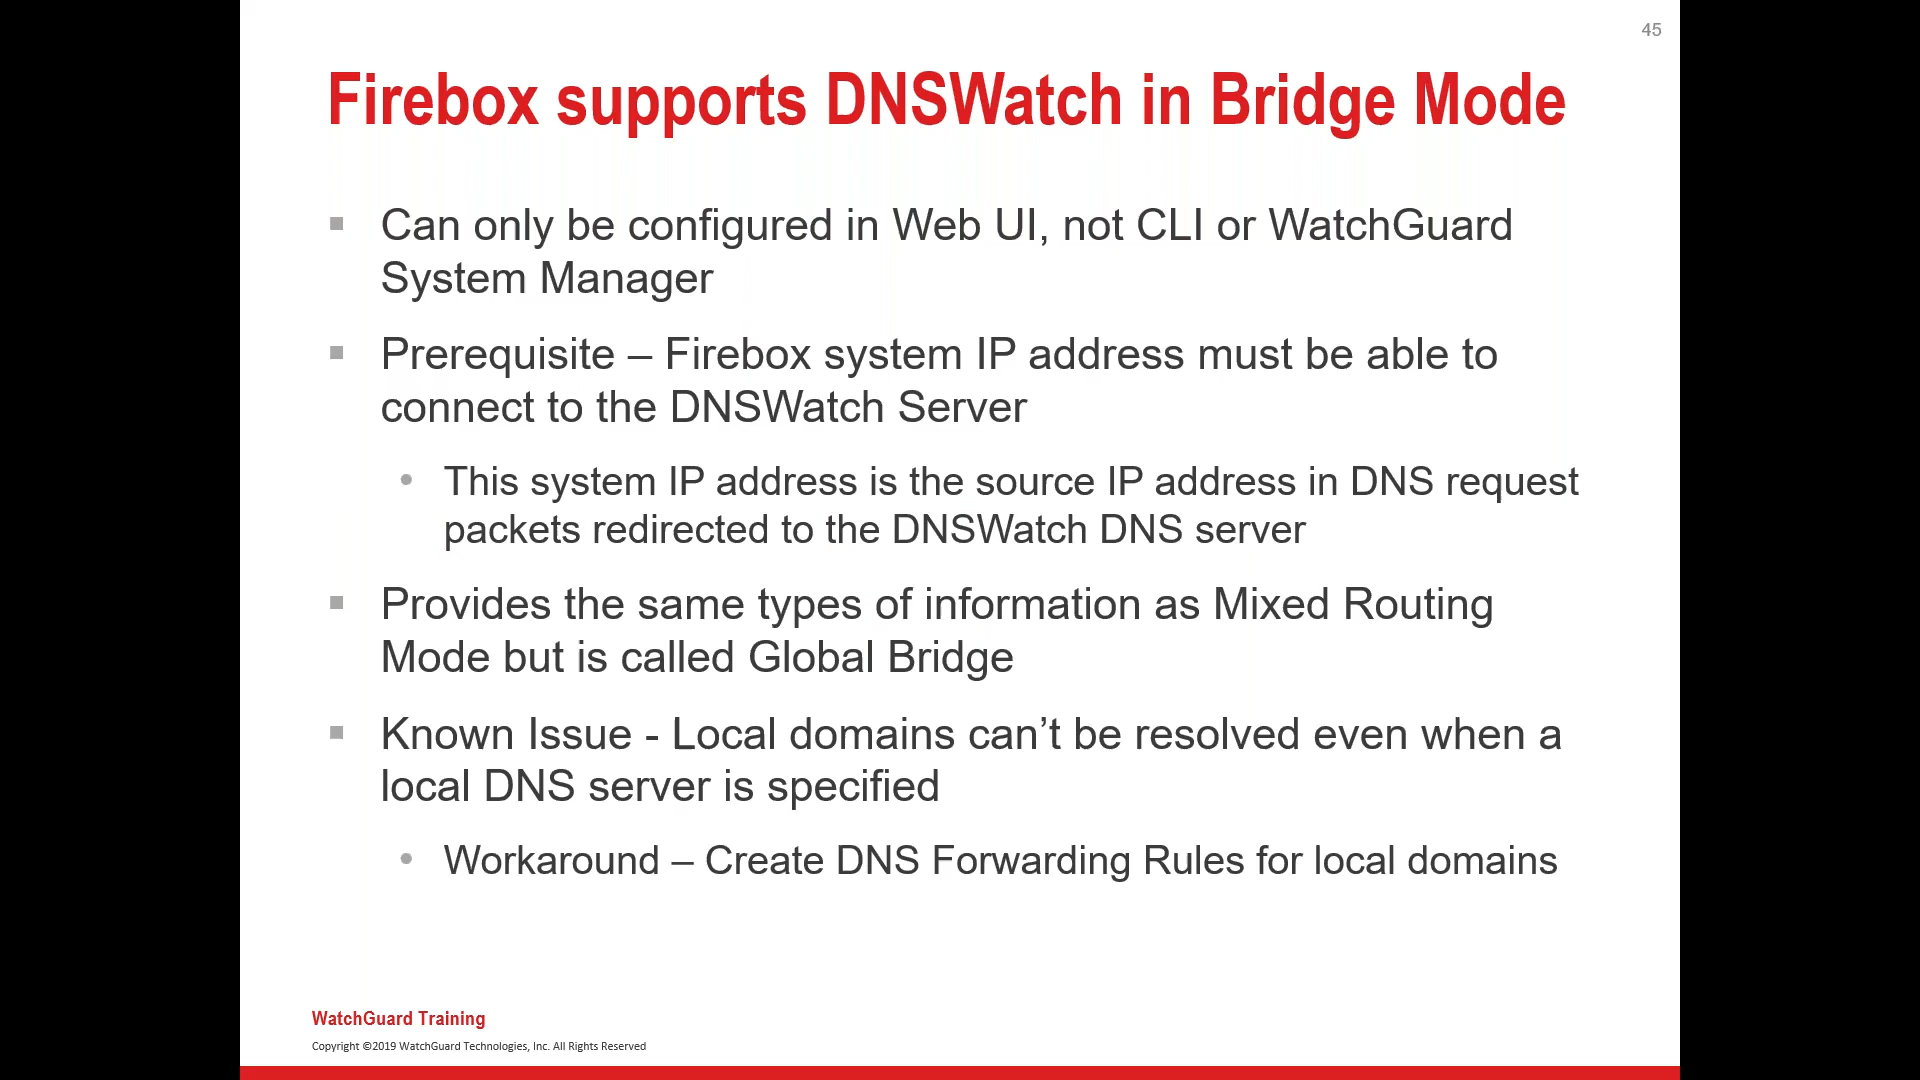 45
Firebox supports DNSWatch in Bridge Mode
Can only be configured in Web UI, not CLI or WatchGuard
System Manager
Prerequisite – Firebox system IP address must be able to
connect to the DNSWatch Server
This system IP address is the source IP address in DNS request
packets redirected to the DNSWatch DNS server
Provides the same types of information as Mixed Routing
Mode but is called Global Bridge
Known Issue - Local domains can’t be resolved even when a
local DNS server is specified
Workaround – Create DNS Forwarding Rules for local domains
WatchGuard Training
Copyright ©2019 WatchGuard Technologies, Inc. All Rights Reserved